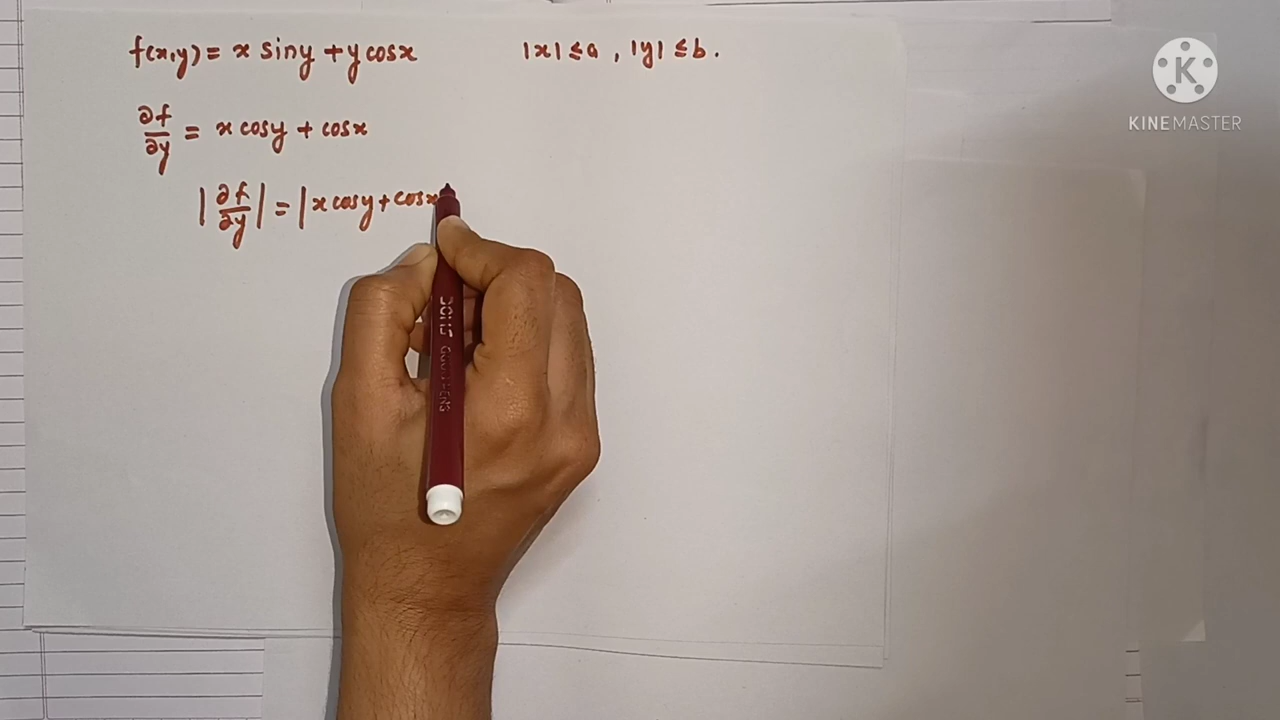 f(x,y) = x siny + y cosx |x| ≤ a , |y| ≤ b .
∂f/∂y = x cosy + cosx
|∂f/∂y| = |x cosy + cosx
K
KINEMASTER